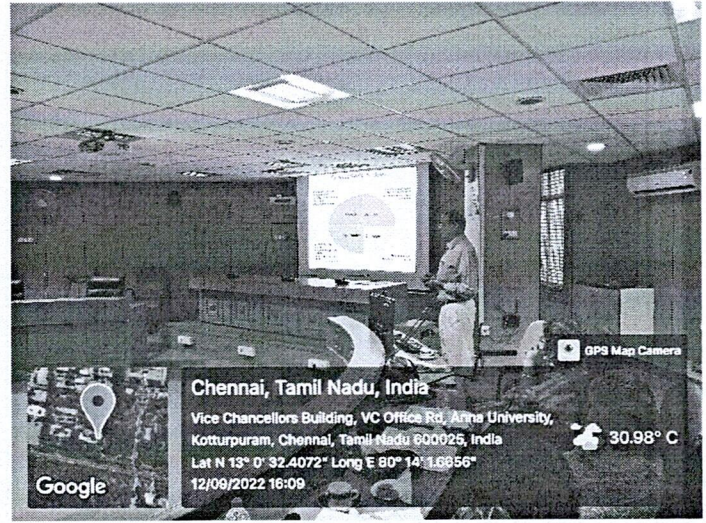 GPS Map Camera
Chennai, Tamil Nadu, India
Vice Chancellors Building, VC Office Rd, Anna University,
Kotturpuram, Chennai, Tamil Nadu 600025, India
Lat N 13° 0' 32.4072" Long E 80° 14' 1.6656"
12/09/2022 16:09
30.98° C
Google